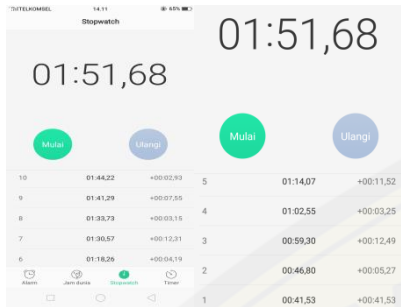 TELKOMSEL 14.11 65%
Stopwatch
01:51,68
Mulai Ulangi
10 01:44,22 +00:02,93
9 01:41,29 +00:07,55
8 01:33,73 +00:03,15
7 01:30,57 +00:12,31
6 01:18,26 +00:04,19
Alarm Jam dunia Stopwatch Timer
01:51,68
Mulai Ulangi
5 01:14,07 +00:11,52
4 01:02,55 +00:03,25
3 00:59,30 +00:12,49
2 00:46,80 +00:05,27
1 00:41,53 +00:41,53